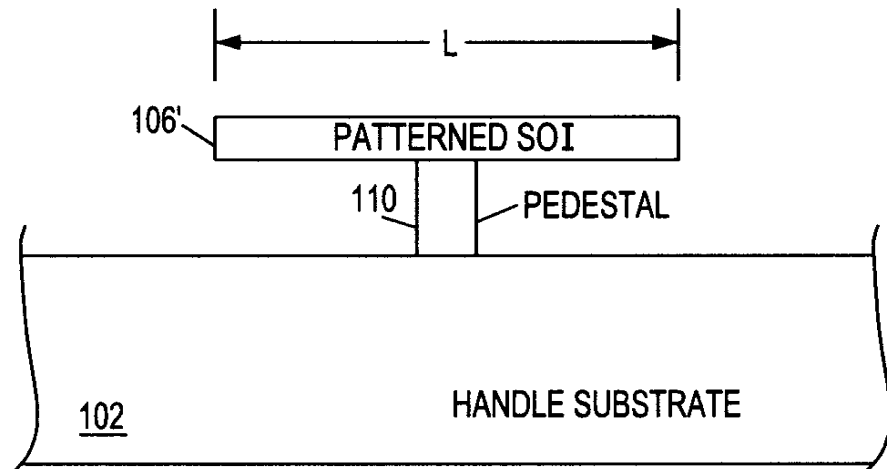 L
106'
PATTERNED SOI
110
PEDESTAL
102
HANDLE SUBSTRATE